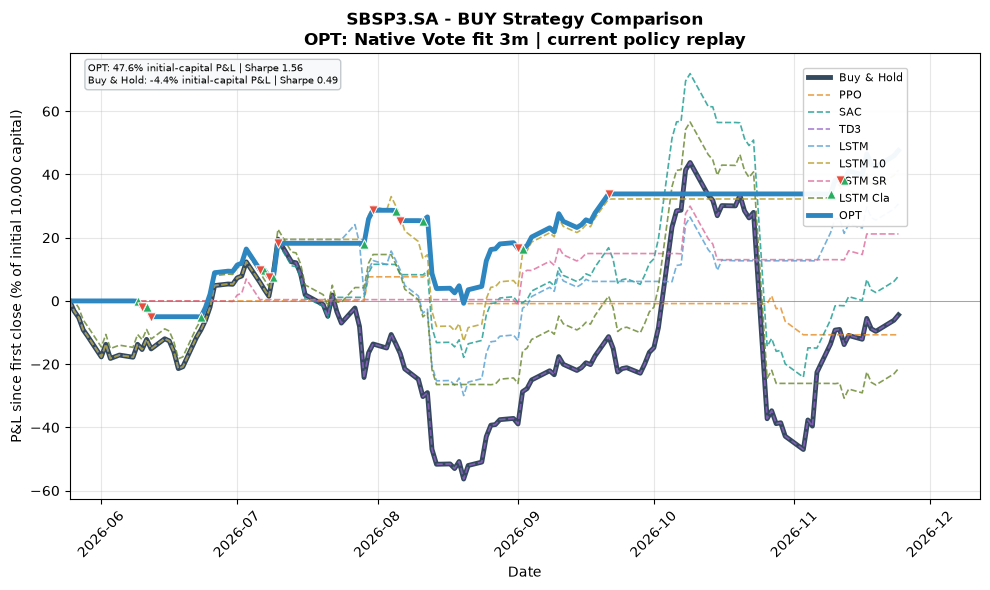 SBSP3.SA - BUY Strategy Comparison
OPT: Native Vote fit 3m | current policy replay
OPT: 47.6% initial-capital P&L | Sharpe 1.56
Buy & Hold: -4.4% initial-capital P&L | Sharpe 0.49
Buy & Hold
PPO
SAC
TD3
LSTM
LSTM 10
LSTM SR
LSTM Cla
OPT
P&L since first close (% of initial 10,000 capital)
60
40
20
0
−20
−40
−60
2026-06
2026-07
2026-08
2026-09
2026-10
2026-11
2026-12
Date